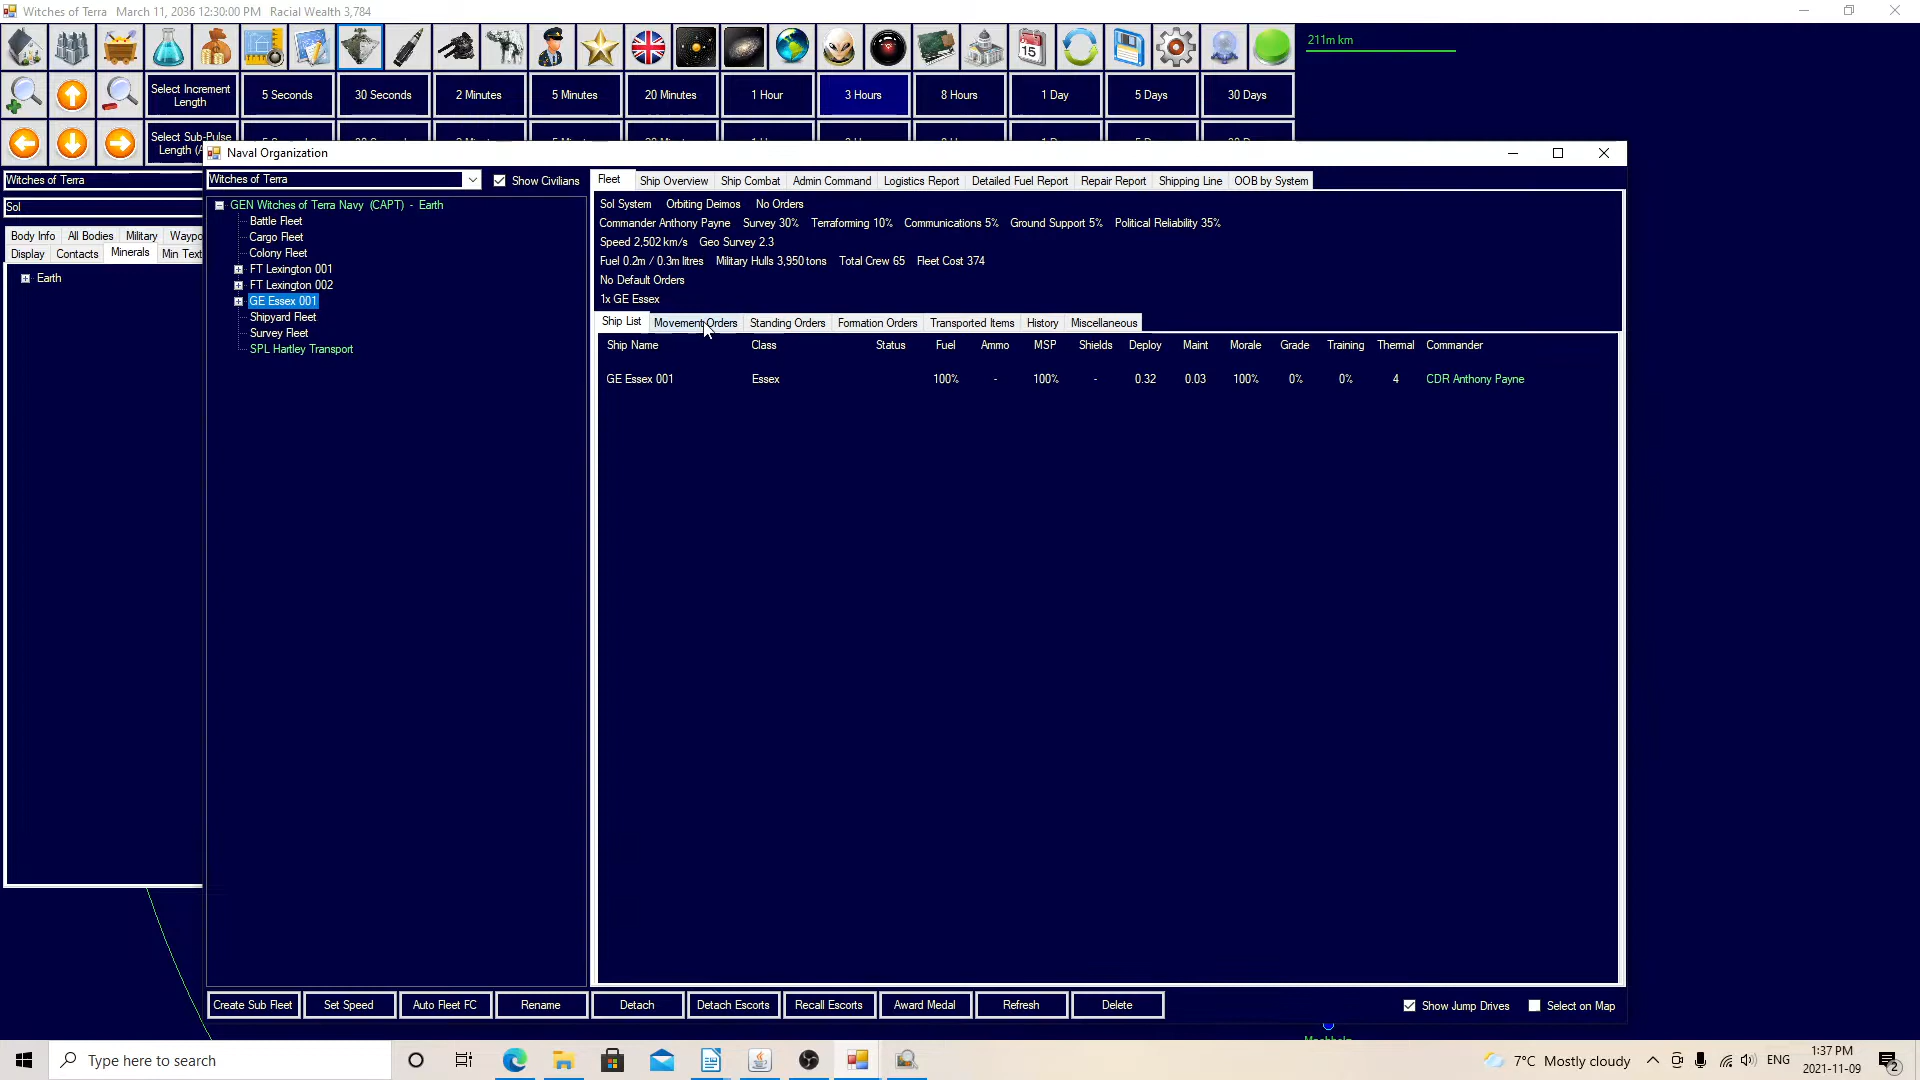 Witches of Terra   March 11, 2036 12:30:00 PM   Racial Wealth 3,784
211m km
15
Select Increment Length
5 Seconds
30 Seconds
2 Minutes
5 Minutes
20 Minutes
1 Hour
3 Hours
8 Hours
1 Day
5 Days
30 Days
Select Sub-Pulse
Length (A
Naval Organization
Witches of Terra
Sol
Body Info   All Bodies   Military   Waypo
Display   Contacts   Minerals   Min Text
Earth
Witches of Terra
Show Civilians
GEN Witches of Terra Navy  (CAPT)  -  Earth
Battle Fleet
Cargo Fleet
Colony Fleet
FT Lexington 001
FT Lexington 002
GE Essex 001
Shipyard Fleet
Survey Fleet
SPL Hartley Transport
Fleet   Ship Overview   Ship Combat   Admin Command   Logistics Report   Detailed Fuel Report   Repair Report   Shipping Line   OOB by System
Sol System   Orbiting Deimos   No Orders
Commander Anthony Payne   Survey 30%   Terraforming 10%   Communications 5%   Ground Support 5%   Political Reliability 35%
Speed 2,502 km/s   Geo Survey 2.3
Fuel 0.2m / 0.3m litres   Military Hulls 3,950 tons   Total Crew 65   Fleet Cost 374
No Default Orders
1x GE Essex
Ship List   Movement Orders   Standing Orders   Formation Orders   Transported Items   History   Miscellaneous
Ship Name   Class   Status   Fuel   Ammo   MSP   Shields   Deploy   Maint   Morale   Grade   Training   Thermal   Commander
GE Essex 001   Essex   100%   -   100%   -   0.32   0.03   100%   0%   0%   4   CDR Anthony Payne
Create Sub Fleet   Set Speed   Auto Fleet FC   Rename   Detach   Detach Escorts   Recall Escorts   Award Medal   Refresh   Delete
Show Jump Drives   Select on Map
Type here to search
7°C  Mostly cloudy
ENG
1:37 PM
2021-11-09
2